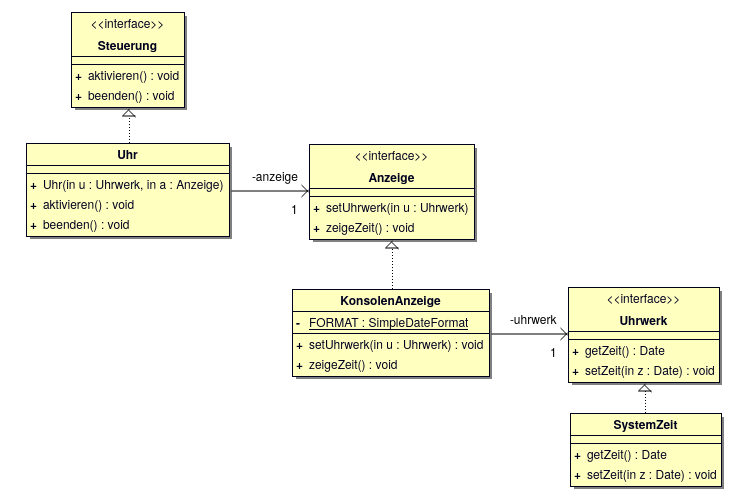 <<interface>>
Steuerung
+ aktivieren() : void
+ beenden() : void
Uhr
+ Uhr(in u : Uhrwerk, in a : Anzeige)
+ aktivieren() : void
+ beenden() : void
-anzeige
1
<<interface>>
Anzeige
+ setUhrwerk(in u : Uhrwerk)
+ zeigeZeit() : void
KonsolenAnzeige
- FORMAT : SimpleDateFormat
+ setUhrwerk(in u : Uhrwerk) : void
+ zeigeZeit() : void
-uhrwerk
1
<<interface>>
Uhrwerk
+ getZeit() : Date
+ setZeit(in z : Date) : void
SystemZeit
+ getZeit() : Date
+ setZeit(in z : Date) : void